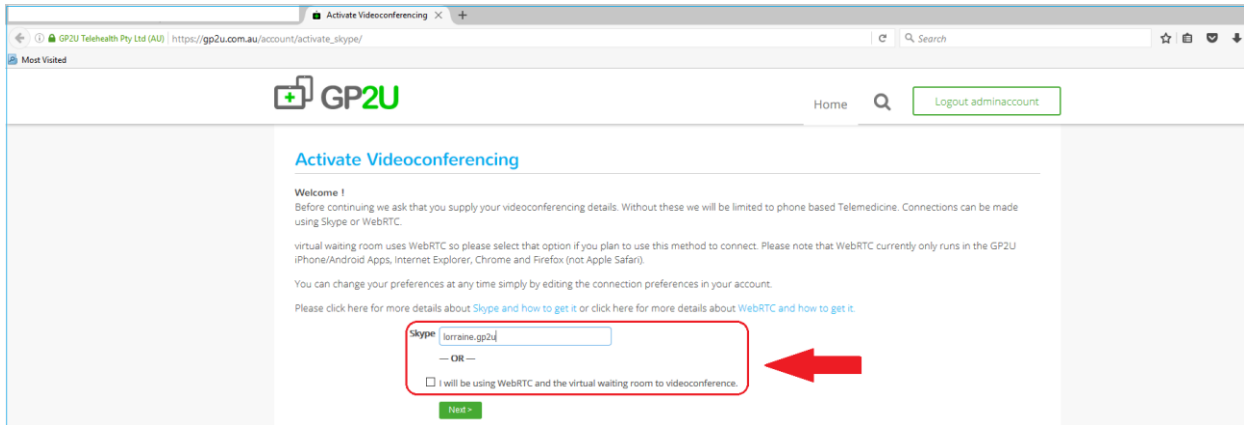 Activate Videoconferencing
GP2U Telehealth Pty Ltd (AU) https://gp2u.com.au/account/activate_skype/
Search
Most Visited
GP2U
Home
Logout adminaccount
Activate Videoconferencing
Welcome !
Before continuing we ask that you supply your videoconferencing details. Without these we will be limited to phone based Telemedicine. Connections can be made
using Skype or WebRTC.
virtual waiting room uses WebRTC so please select that option if you plan to use this method to connect. Please note that WebRTC currently only runs in the GP2U
iPhone/Android Apps, Internet Explorer, Chrome and Firefox (not Apple Safari).
You can change your preferences at any time simply by editing the connection preferences in your account.
Please click here for more details about Skype and how to get it or click here for more details about WebRTC and how to get it.
Skype lorraine.gp2u
— OR —
I will be using WebRTC and the virtual waiting room to videoconference.
Next >